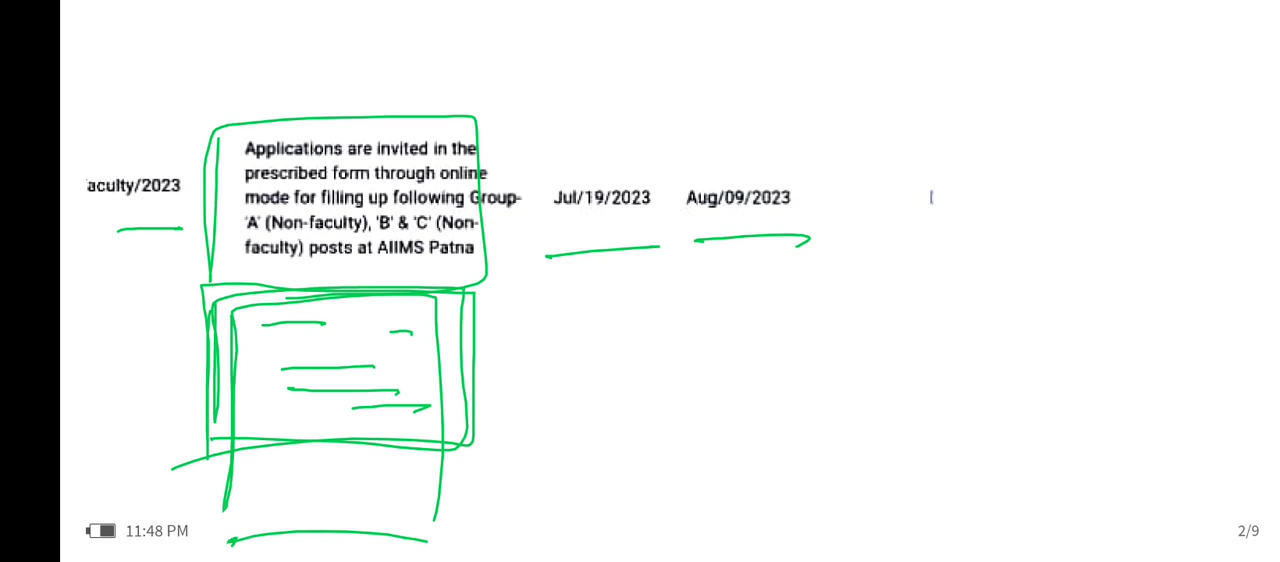 aculty/2023
Applications are invited in the
prescribed form through online
mode for filling up following Group-
'A' (Non-faculty), 'B' & 'C' (Non-
faculty) posts at AIIMS Patna
Jul/19/2023
Aug/09/2023
11:48 PM
2/9